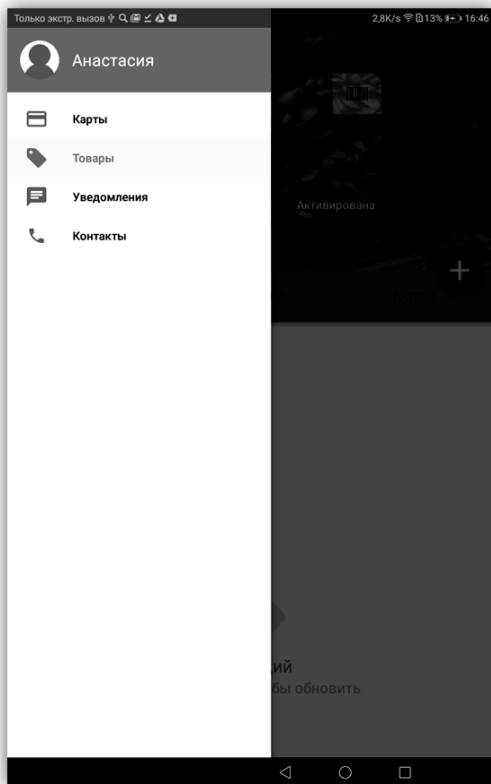 Только экстр. вызов 2,8K/s 13% 16:46
Анастасия
Карты
Товары
Уведомления
Контакты
Активирована
ий
бы обновить